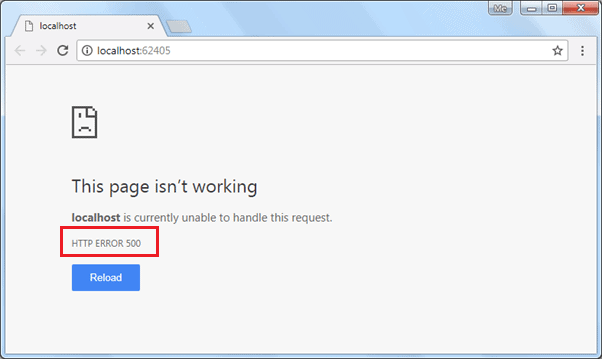 Me
localhost
localhost:62405
This page isn't working
localhost is currently unable to handle this request.
HTTP ERROR 500
Reload